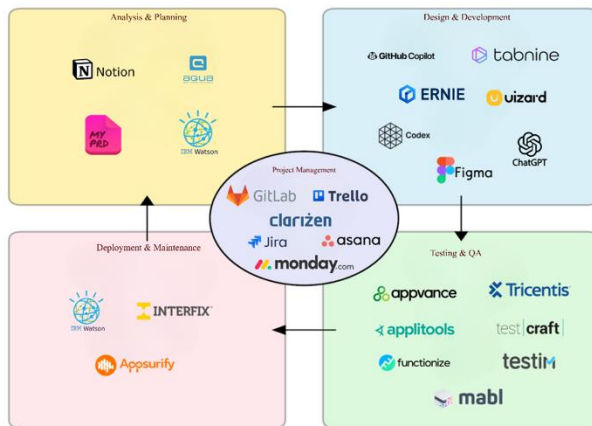 Analysis & Planning
Notion
aqua
MY
PRD
IBM Watson
Design & Development
GitHub Copilot
tabnine
ERNIE
uizard
Codex
ChatGPT
Figma
Project Management
GitLab
Trello
clarizen
Jira
asana
monday.com
Deployment & Maintenance
IBM Watson
INTERFIX
Appsurify
Testing & QA
appvance
Tricentis
applitools
test craft
functionize
testim
mabl